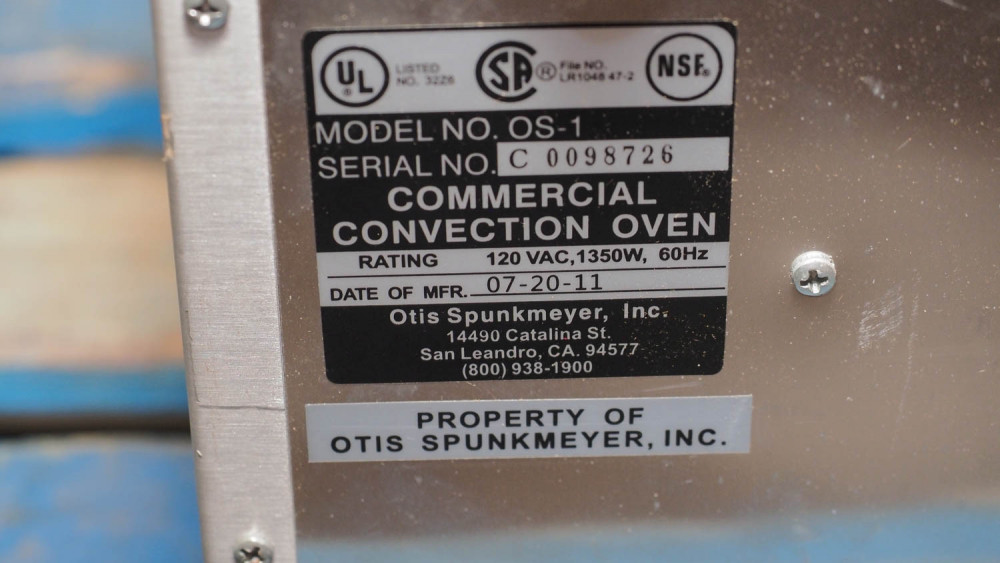 UL LISTED NO. 32Z6 SA® File NO. LR1048 47-2 NSF®
MODEL NO. OS-1
SERIAL NO. C 0098726
COMMERCIAL
CONVECTION OVEN
RATING 120 VAC,1350W, 60Hz
DATE OF MFR. 07-20-11
Otis Spunkmeyer, Inc.
14490 Catalina St.
San Leandro, CA. 94577
(800) 938-1900
PROPERTY OF
OTIS SPUNKMEYER, INC.